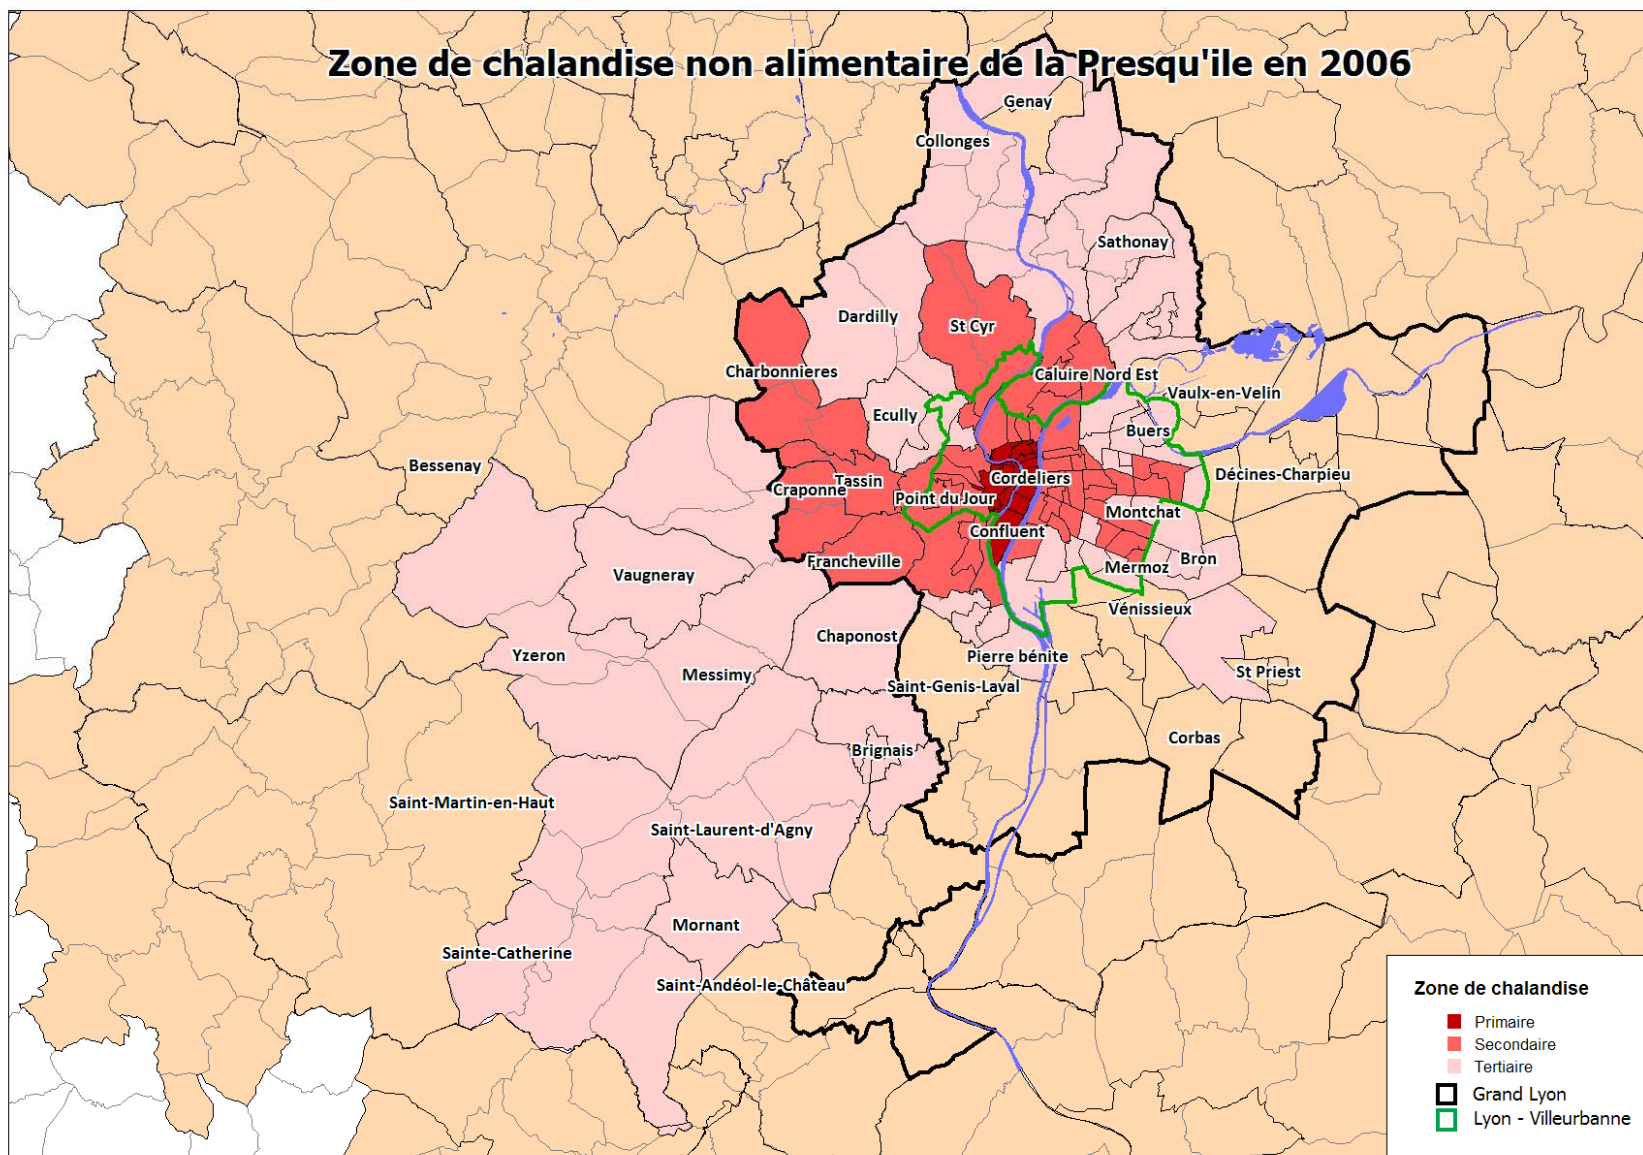 Zone de chalandise non alimentaire de la Presqu'ile en 2006
Genay
Collonges
Sathonay
Dardilly
St Cyr
Charbonnieres
Caluire Nord Est
Vaulx-en-Velin
Ecully
Buers
Bessenay
Décines-Charpieu
Cordeliers
Tassin
Craponne
Point du Jour
Montchat
Confluent
Bron
Francheville
Mermoz
Vaugneray
Vénissieux
Chaponost
Yzeron
Pierre bénite
Messimy
St Priest
Saint-Genis-Laval
Corbas
Brignais
Saint-Martin-en-Haut
Saint-Laurent-d'Agny
Mornant
Sainte-Catherine
Saint-Andéol-le-Château
Zone de chalandise
Primaire
Secondaire
Tertiaire
Grand Lyon
Lyon - Villeurbanne